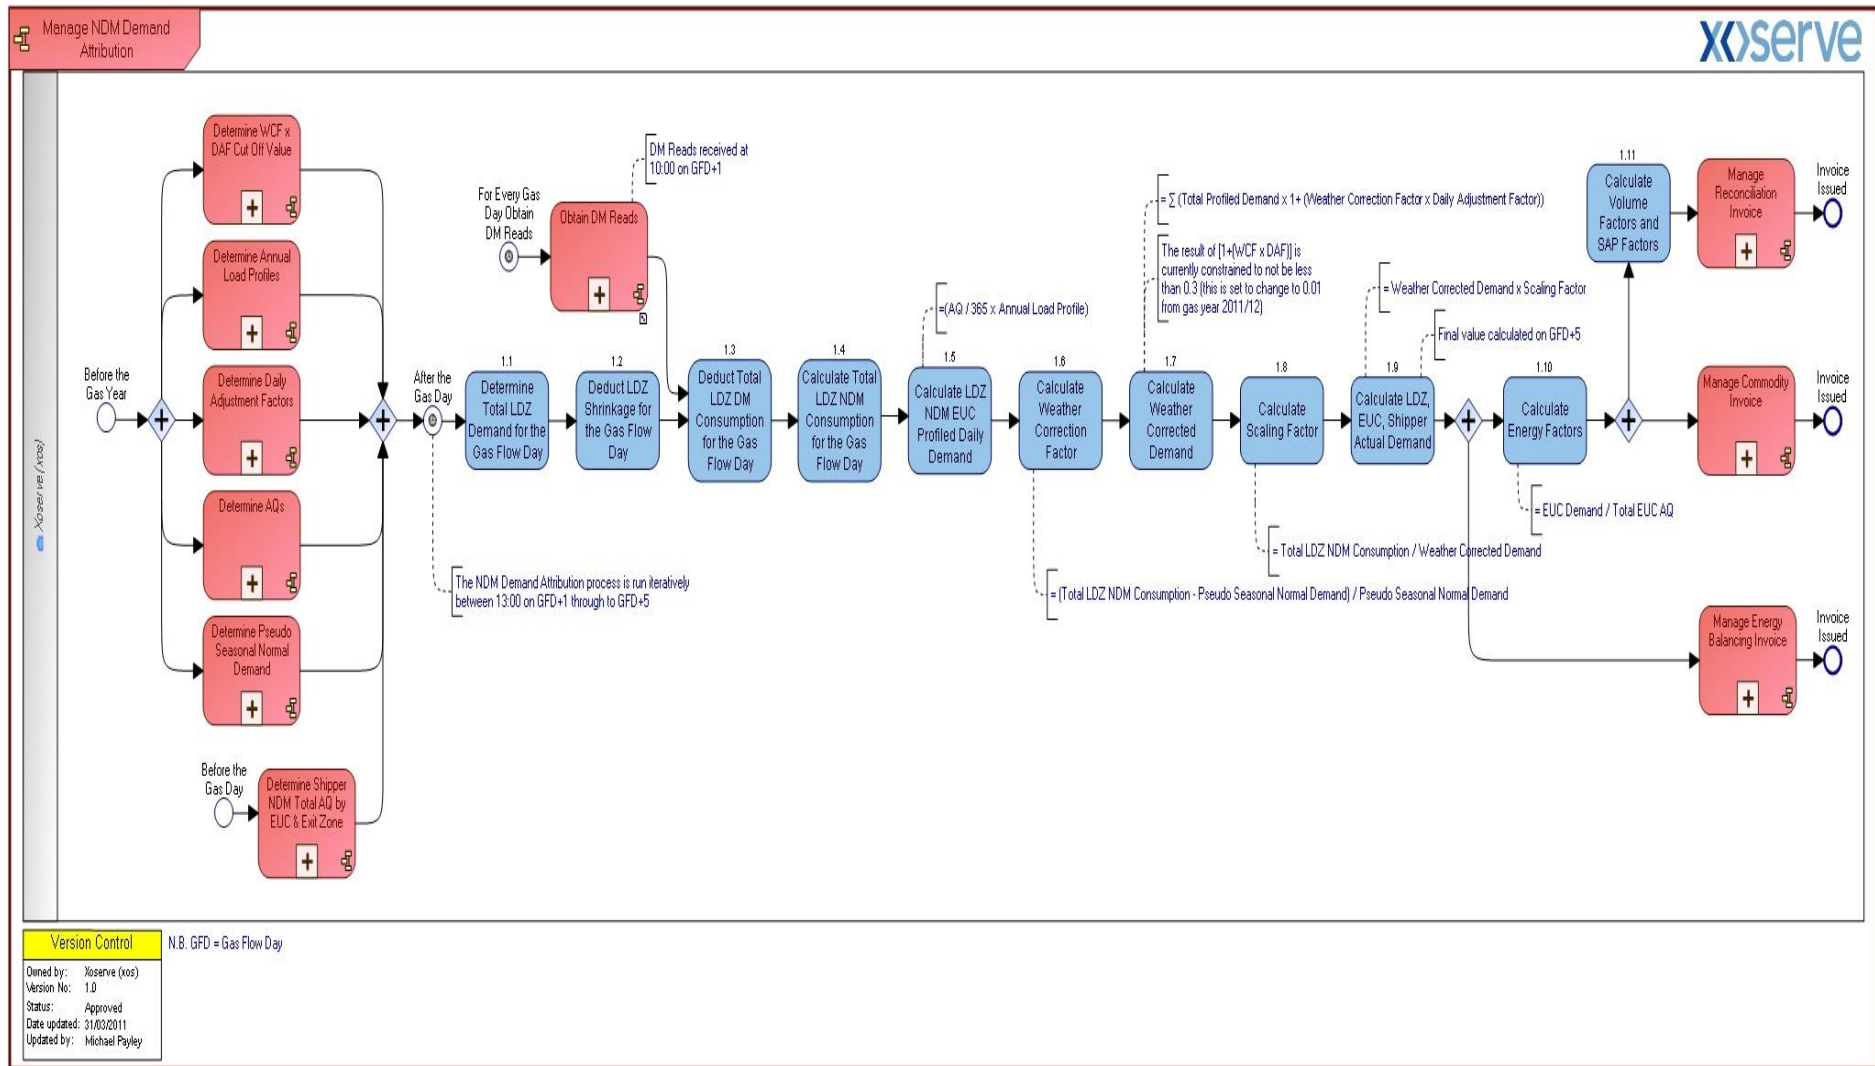 Manage NDM Demand
Attribution
xoserve
Xoserve (xos)
Before the
Gas Year
Determine WCF x
DAF Cut Off Value
Determine Annual
Load Profiles
Determine Daily
Adjustment Factors
Determine AQs
Determine Pseudo
Seasonal Normal
Demand
Before the
Gas Day
Determine Shipper
NDM Total AQ by
EUC & Exit Zone
After the
Gas Day
The NDM Demand Attribution process is run iteratively
between 13:00 on GFD+1 through to GFD+5
For Every Gas
Day Obtain
DM Reads
Obtain DM Reads
DM Reads received at
10:00 on GFD+1
1.1
Determine
Total LDZ
Demand for the
Gas Flow Day
1.2
Deduct LDZ
Shrinkage for
the Gas Flow
Day
1.3
Deduct Total
LDZ DM
Consumption
for the Gas
Flow Day
1.4
Calculate Total
LDZ NDM
Consumption
for the Gas
Flow Day
=(AQ / 365 x Annual Load Profile)
1.5
Calculate LDZ
NDM EUC
Profiled Daily
Demand
1.6
Calculate
Weather
Correction
Factor
= (Total LDZ NDM Consumption - Pseudo Seasonal Normal Demand) / Pseudo Seasonal Normal Demand
= ∑ (Total Profiled Demand x 1+ (Weather Correction Factor x Daily Adjustment Factor))
The result of [1+(WCF x DAF)] is
currently constrained to not be less
than 0.3 (this is set to change to 0.01
from gas year 2011/12)
1.7
Calculate
Weather
Corrected
Demand
1.8
Calculate
Scaling Factor
= Total LDZ NDM Consumption / Weather Corrected Demand
= Weather Corrected Demand x Scaling Factor
Final value calculated on GFD+5
1.9
Calculate LDZ,
EUC, Shipper
Actual Demand
1.10
Calculate
Energy Factors
= EUC Demand / Total EUC AQ
1.11
Calculate
Volume
Factors and
SAP Factors
Manage
Reconciliation
Invoice
Invoice
Issued
Manage Commodity
Invoice
Invoice
Issued
Manage Energy
Balancing Invoice
Invoice
Issued
Version Control
Owned by: Xoserve (xos)
Version No: 1.0
Status: Approved
Date updated: 31/03/2011
Updated by: Michael Payley
N.B. GFD = Gas Flow Day